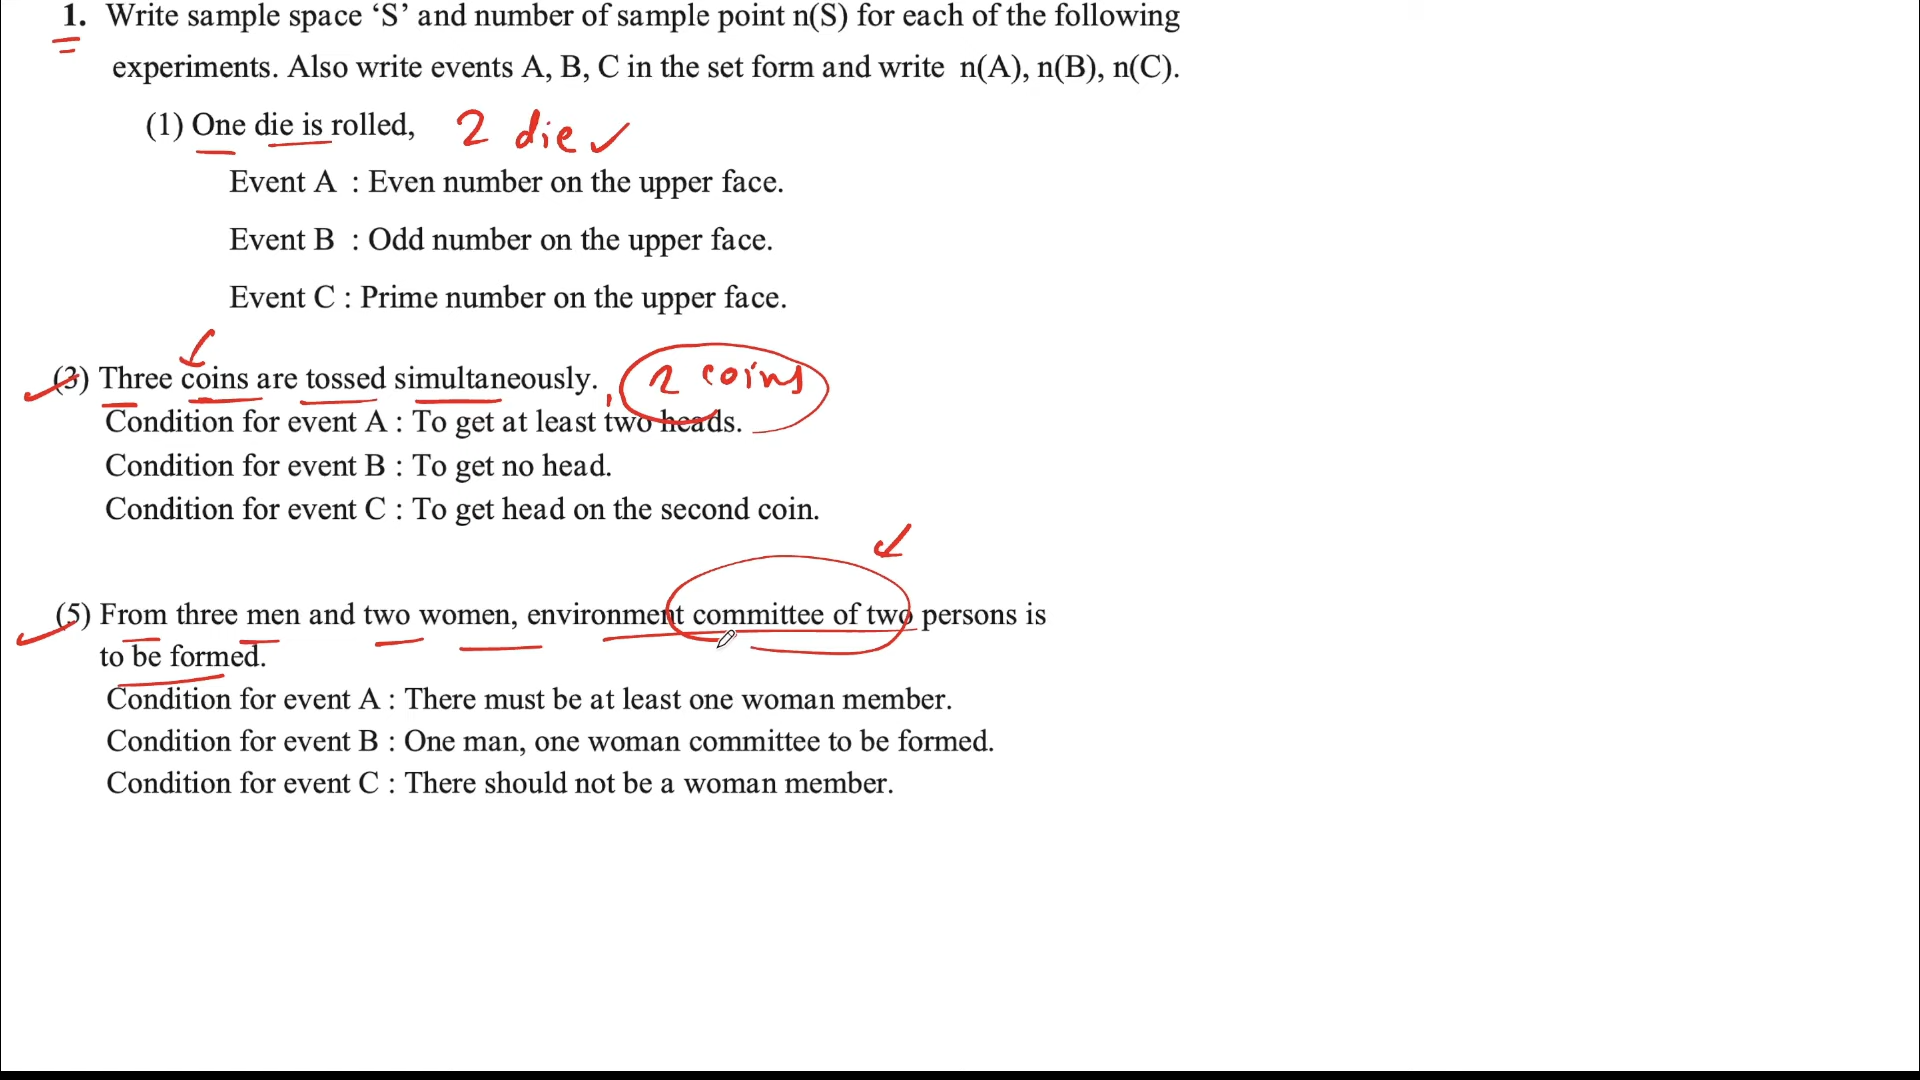 1. Write sample space ‘S’ and number of sample point n(S) for each of the following
experiments. Also write events A, B, C in the set form and write n(A), n(B), n(C).
(1) One die is rolled, 2 die
Event A : Even number on the upper face.
Event B : Odd number on the upper face.
Event C : Prime number on the upper face.
(3) Three coins are tossed simultaneously. 2 coins
Condition for event A : To get at least two heads.
Condition for event B : To get no head.
Condition for event C : To get head on the second coin.
(5) From three men and two women, environment committee of two persons is
to be formed.
Condition for event A : There must be at least one woman member.
Condition for event B : One man, one woman committee to be formed.
Condition for event C : There should not be a woman member.